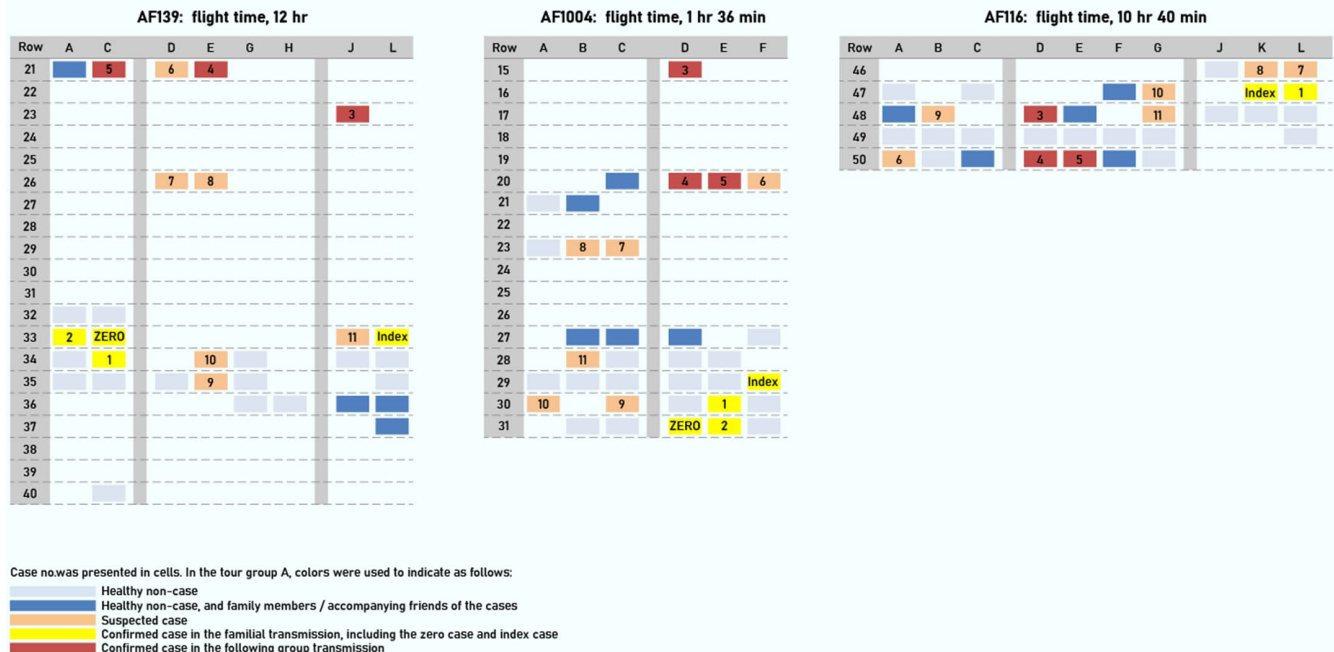 AF139: flight time, 12 hr
Row A C D E G H J L
21 5 6 4
22
23 3
24
25
26 7 8
27
28
29
30
31
32
33 2 ZERO 11 Index
34 1 10
35 9
36
37
38
39
40
AF1004: flight time, 1 hr 36 min
Row A B C D E F
15 3
16
17
18
19
20 4 5 6
21
22
23 8 7
24
25
26
27
28 11
29 Index
30 10 9 1
31 ZERO 2
AF116: flight time, 10 hr 40 min
Row A B C D E F G J K L
46 8 7
47 10 Index 1
48 9 3 11
49
50 6 4 5
Case no.was presented in cells. In the tour group A, colors were used to indicate as follows:
Healthy non-case
Healthy non-case, and family members / accompanying friends of the cases
Suspected case
Confirmed case in the familial transmission, including the zero case and index case
Confirmed case in the following group transmission